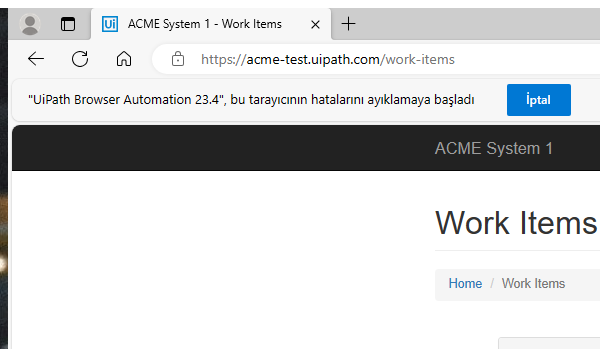 Ui ACME System 1 - Work Items
https://acme-test.uipath.com/work-items
"UiPath Browser Automation 23.4", bu tarayıcının hatalarını ayıklamaya başladı İptal
ACME System 1
Work Items
Home / Work Items